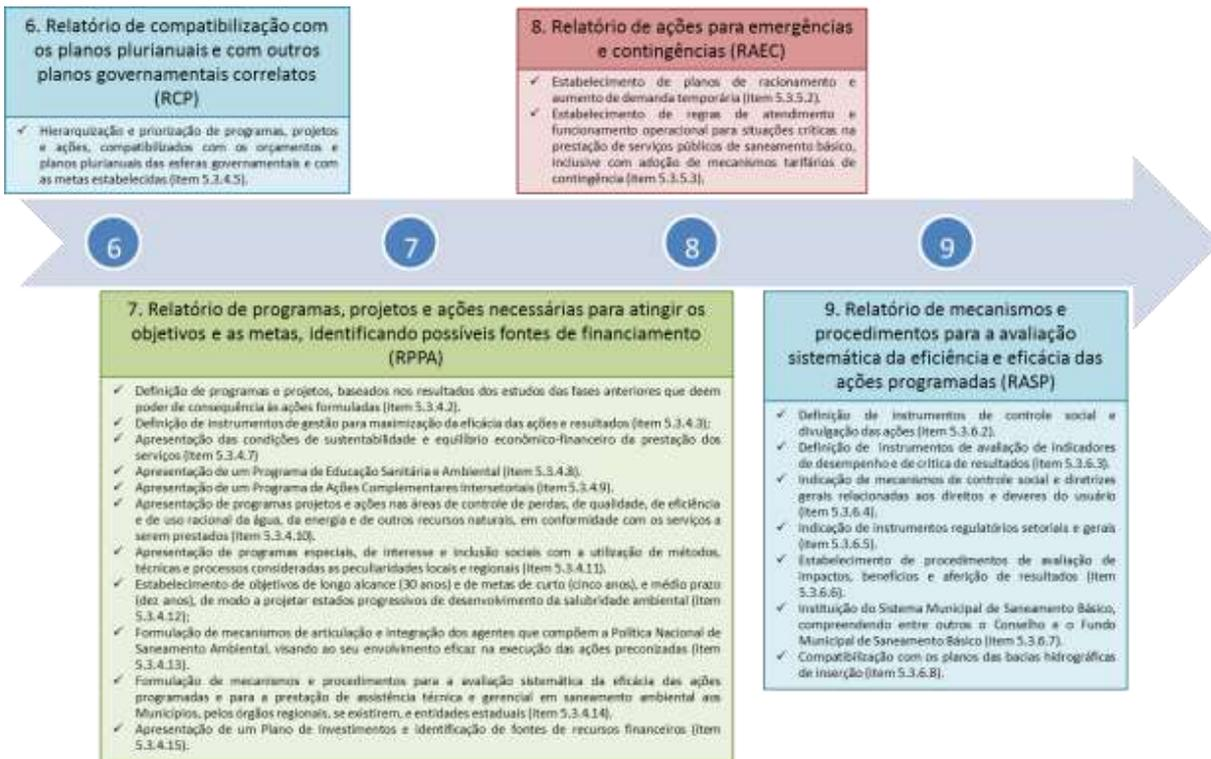 6. Relatório de compatibilização com
os planos plurianuais e com outros
planos governamentais correlatos
(RCP)
✓ Hierarquização e priorização de programas, projetos
e ações, compatibilizados com os orçamentos e
planos plurianuais das esferas governamentais e com
as metas estabelecidas (item 5.3.4.5).
8. Relatório de ações para emergências
e contingências (RAEC)
✓ Estabelecimento de planos de racionamento e
aumento de demanda temporária (item 5.3.5.2).
✓ Estabelecimento de regras de atendimento e
funcionamento operacional para situações críticas na
prestação de serviços públicos de saneamento básico,
inclusive com adoção de mecanismos tarifários de
contingência (item 5.3.5.3).
6
7
8
9
7. Relatório de programas, projetos e ações necessárias para atingir os
objetivos e as metas, identificando possíveis fontes de financiamento
(RPPA)
✓ Definição de programas e projetos, baseados nos resultados dos estudos das fases anteriores que deem
poder de consequência às ações formuladas (item 5.3.4.2).
✓ Definição de instrumentos de gestão para maximização da eficácia das ações e resultados (item 5.3.4.3);
✓ Apresentação das condições de sustentabilidade e equilíbrio econômico-financeiro da prestação dos
serviços (item 5.3.4.7)
✓ Apresentação de um Programa de Educação Sanitária e Ambiental (item 5.3.4.8).
✓ Apresentação de um Programa de Ações Complementares Intersetoriais (item 5.3.4.9).
✓ Apresentação de programas projetos e ações nas áreas de controle de perdas, de qualidade, de eficiência
e de uso racional da água, da energia e de outros recursos naturais, em conformidade com os serviços a
serem prestados (item 5.3.4.10).
✓ Apresentação de programas especiais, de interesse e inclusão sociais com a utilização de métodos,
técnicas e processos consideradas as peculiaridades locais e regionais (item 5.3.4.11).
✓ Estabelecimento de objetivos de longo alcance (30 anos) e de metas de curto (cinco anos), e médio prazo
(dez anos), de modo a projetar estados progressivos de desenvolvimento da salubridade ambiental (item
5.3.4.12);
✓ Formulação de mecanismos de articulação e integração dos agentes que compõem a Política Nacional de
Saneamento Ambiental, visando ao seu envolvimento eficaz na execução das ações preconizadas (item
5.3.4.13).
✓ Formulação de mecanismos e procedimentos para a avaliação sistemática da eficácia das ações
programadas e para a prestação de assistência técnica e gerencial em saneamento ambiental aos
Municípios, pelos órgãos regionais, se existirem, e entidades estaduais (item 5.3.4.14).
✓ Apresentação de um Plano de Investimentos e identificação de fontes de recursos financeiros (item
5.3.4.15).
9. Relatório de mecanismos e
procedimentos para a avaliação
sistemática da eficiência e eficácia das
ações programadas (RASP)
✓ Definição de instrumentos de controle social e
divulgação das ações (item 5.3.6.2).
✓ Definição de instrumentos de avaliação de indicadores
de desempenho e de crítica de resultados (item 5.3.6.3).
✓ Indicação de mecanismos de controle social e diretrizes
gerais relacionadas aos direitos e deveres do usuário
(item 5.3.6.4).
✓ Indicação de instrumentos regulatórios setoriais e gerais
(item 5.3.6.5).
✓ Estabelecimento de procedimentos de avaliação de
impactos, benefícios e aferição de resultados (item
5.3.6.6).
✓ Instituição do Sistema Municipal de Saneamento Básico,
compreendendo entre outros o Conselho e o Fundo
Municipal de Saneamento Básico (item 5.3.6.7).
✓ Compatibilização com os planos das bacias hidrográficas
de inserção (item 5.3.6.8).